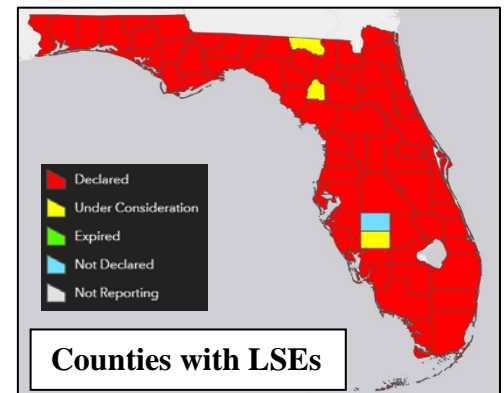 Declared
Under Consideration
Expired
Not Declared
Not Reporting
Counties with LSEs